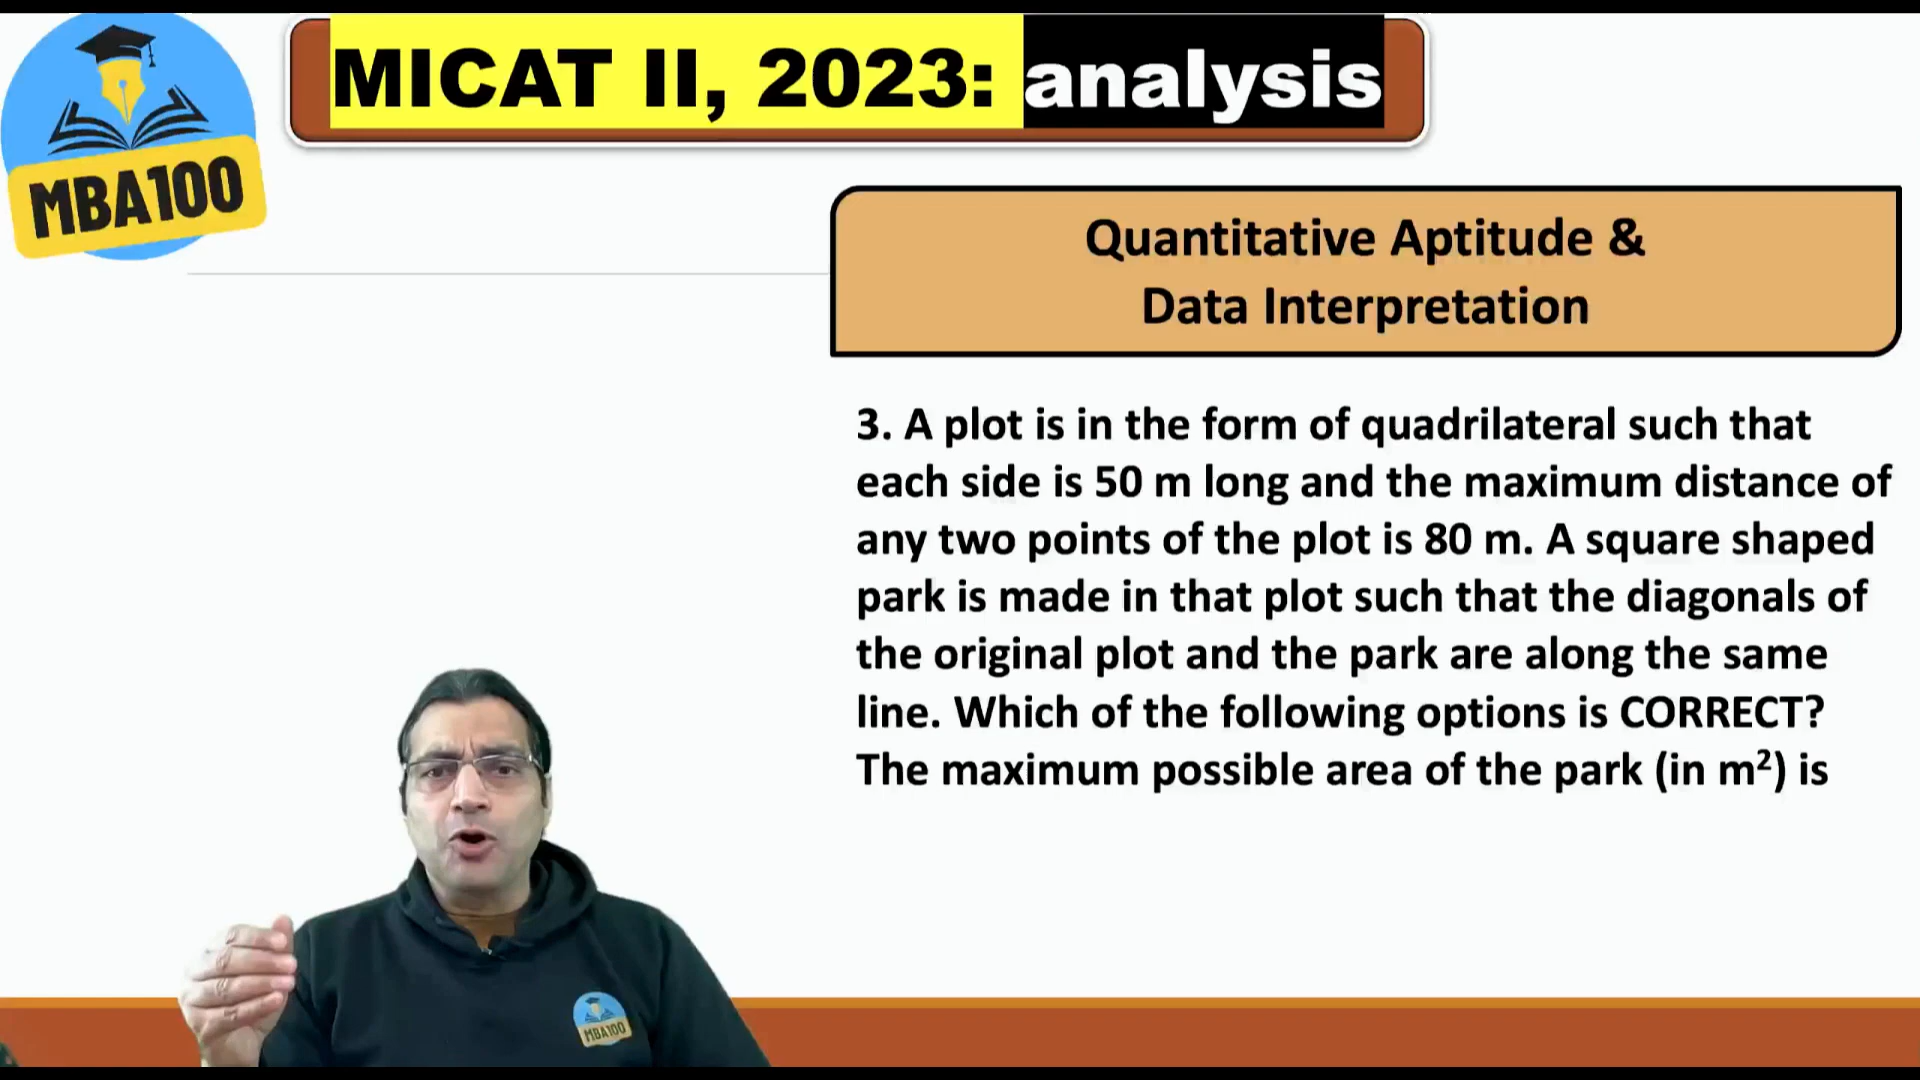 MBA100
MICAT II, 2023: analysis
Quantitative Aptitude &
Data Interpretation
3. A plot is in the form of quadrilateral such that
each side is 50 m long and the maximum distance of
any two points of the plot is 80 m. A square shaped
park is made in that plot such that the diagonals of
the original plot and the park are along the same
line. Which of the following options is CORRECT?
The maximum possible area of the park (in m²) is
MBA100